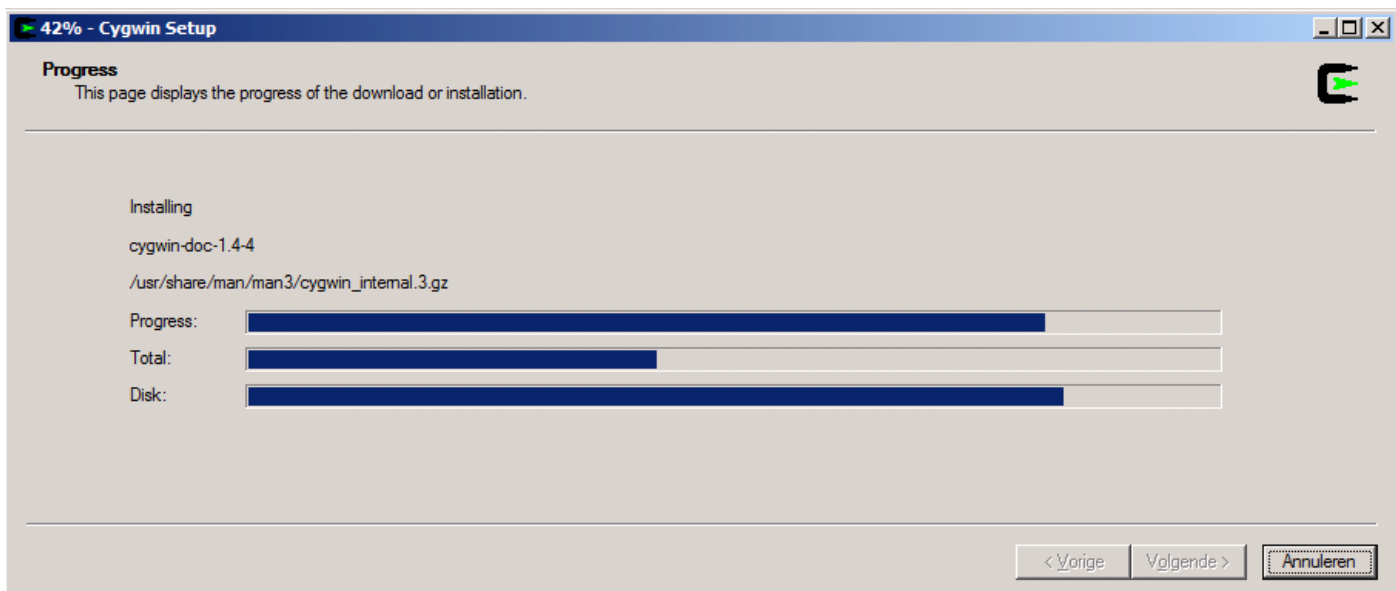 42% - Cygwin Setup
Progress
This page displays the progress of the download or installation.
Installing
cygwin-doc-1.4-4
/usr/share/man/man3/cygwin_internal.3.gz
Progress:
Total:
Disk:
< Vorige Volgende > Annuleren